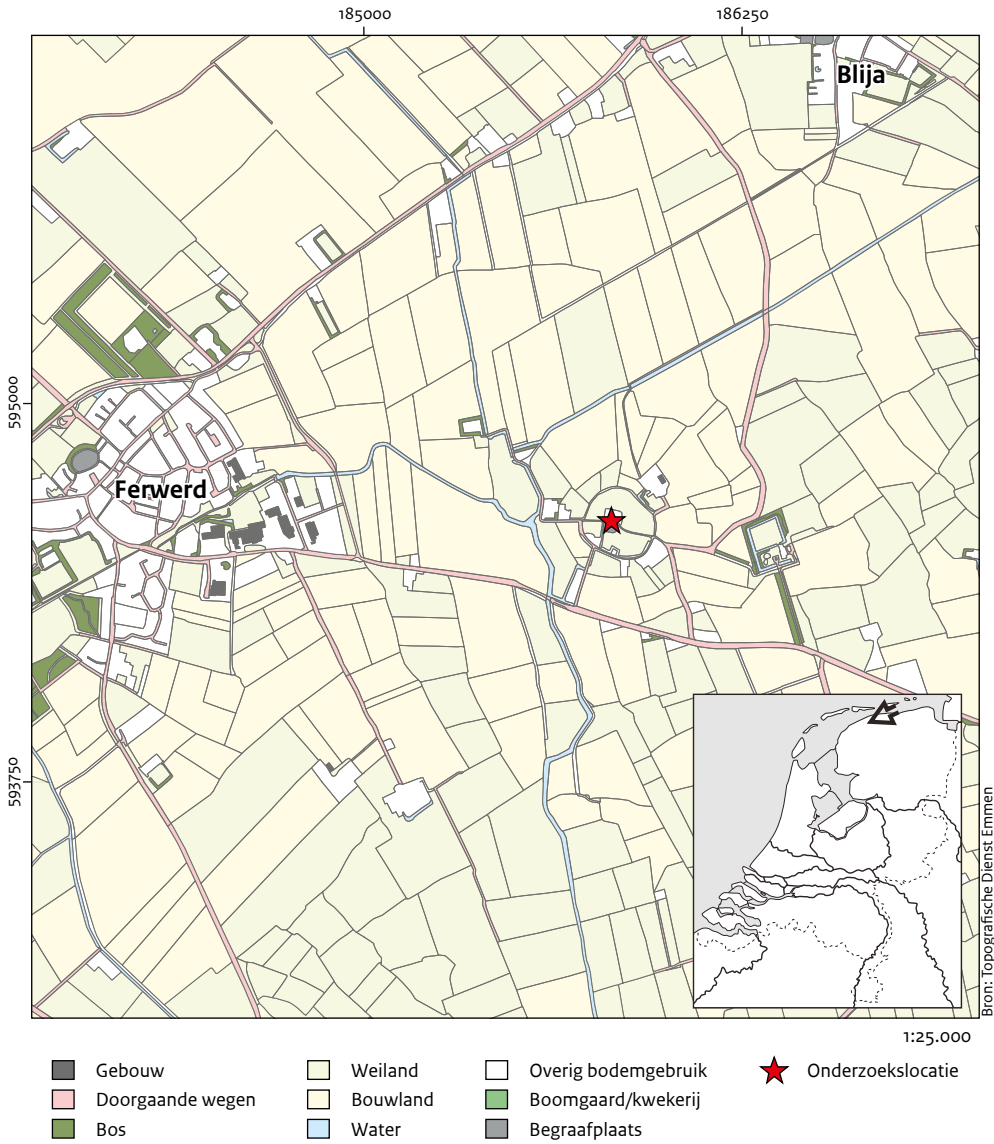 185000
186250
Blija
595000
Ferwerd
593750
Bron: Topografische Dienst Emmen
1:25.000
Gebouw
Doorgaande wegen
Bos
Weiland
Bouwland
Water
Overig bodemgebruik
Boomgaard/kwekerij
Begraafplaats
Onderzoekslocatie